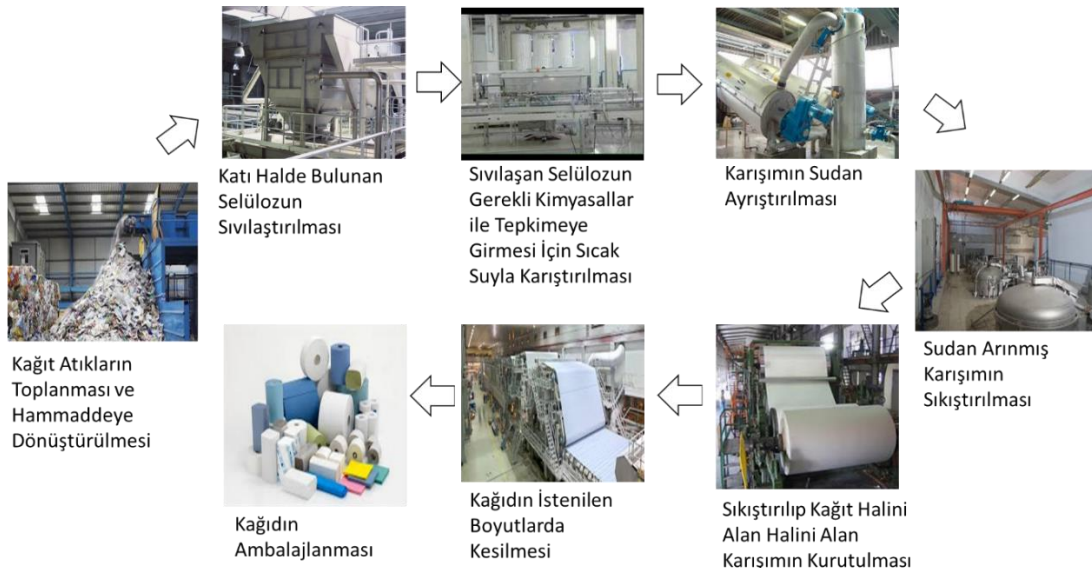 Kağıt Atıkların
Toplanması ve
Hammaddeye
Dönüştürülmesi
Katı Halde Bulunan
Selülozun
Sıvılaştırılması
Sıvılaşan Selülozun
Gerekli Kimyasallar
ile Tepkimeye
Girmesi İçin Sıcak
Suyla Karıştırılması
Karışımın Sudan
Ayrıştırılması
Sudan Arınmış
Karışımın
Sıkıştırılması
Sıkıştırılıp Kağıt Halini
Alan Halini Alan
Karışımın Kurutulması
Kağıdın İstenilen
Boyutlarda
Kesilmesi
Kağıdın
Ambalajlanması